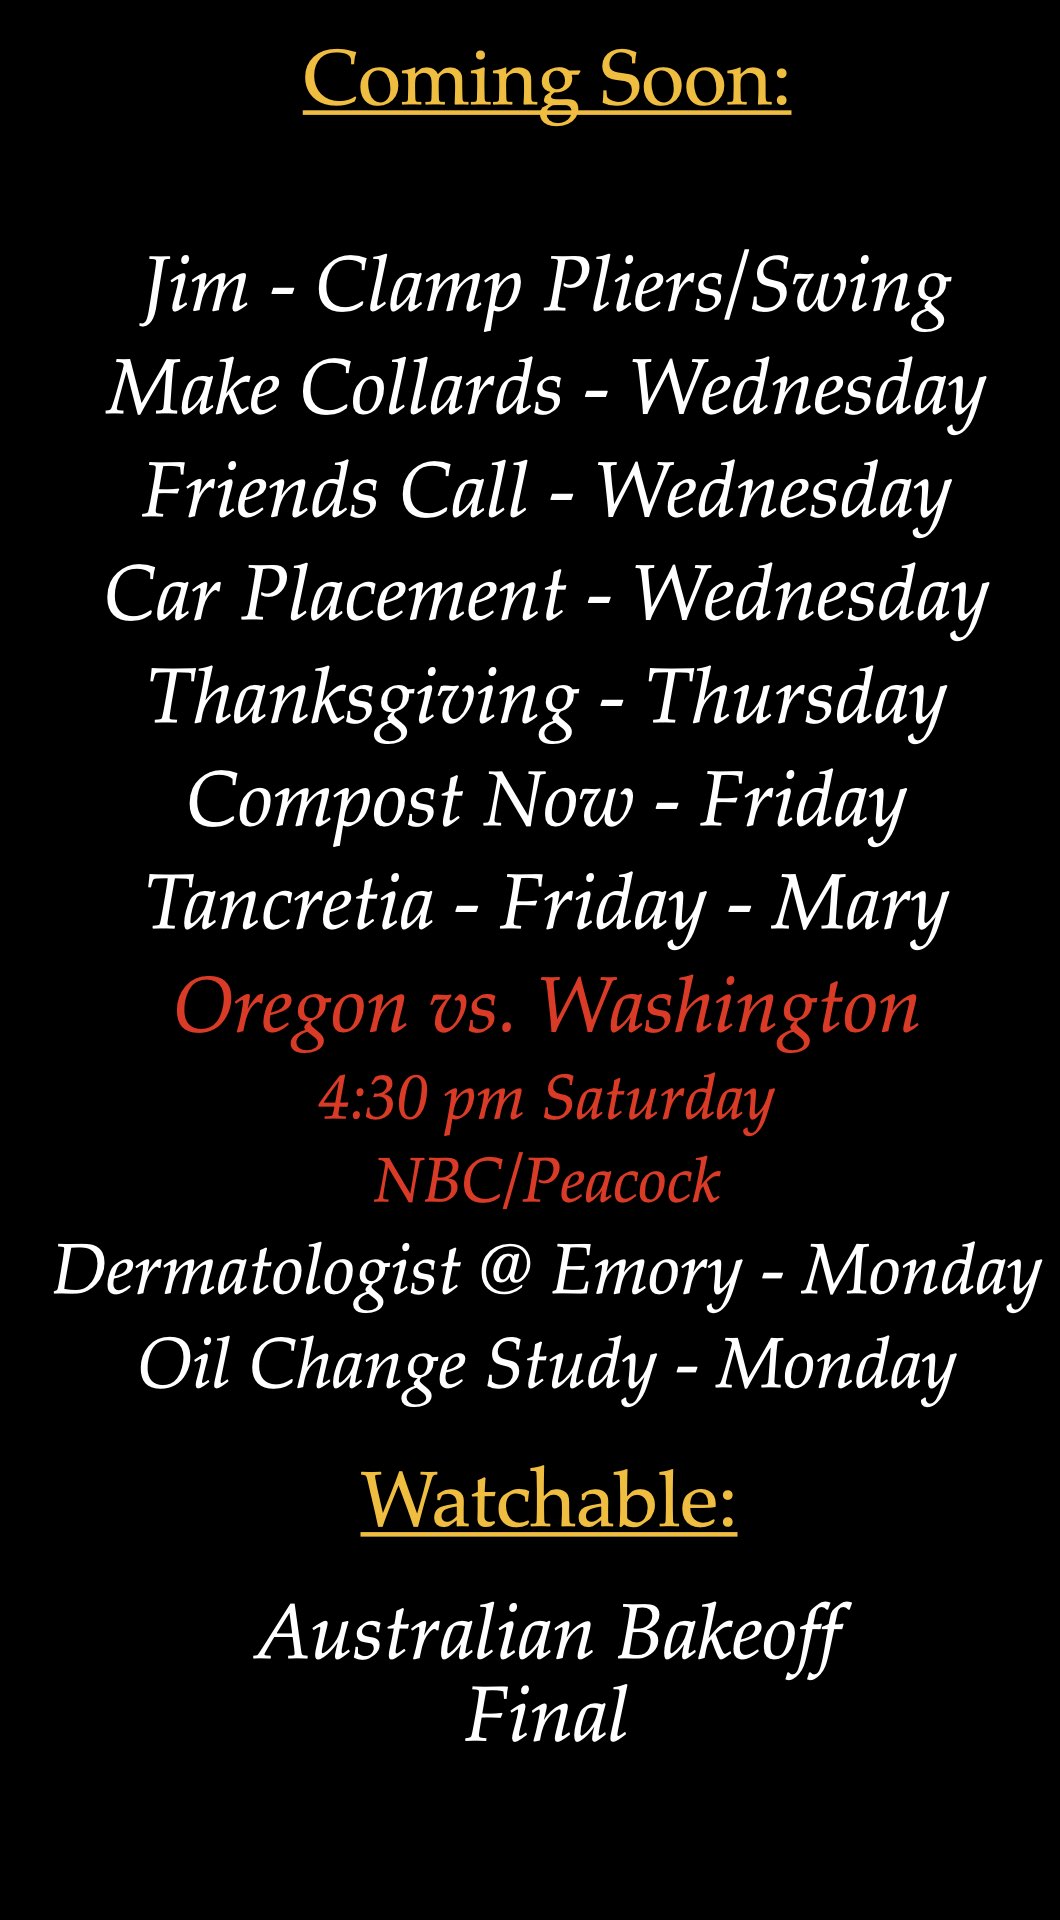 Coming Soon:
Jim - Clamp Pliers/Swing
Make Collards - Wednesday
Friends Call - Wednesday
Car Placement - Wednesday
Thanksgiving - Thursday
Compost Now - Friday
Tancretia - Friday - Mary
Oregon vs. Washington
4:30 pm Saturday
NBC/Peacock
Dermatologist @ Emory - Monday
Oil Change Study - Monday
Watchable:
Australian Bakeoff
Final